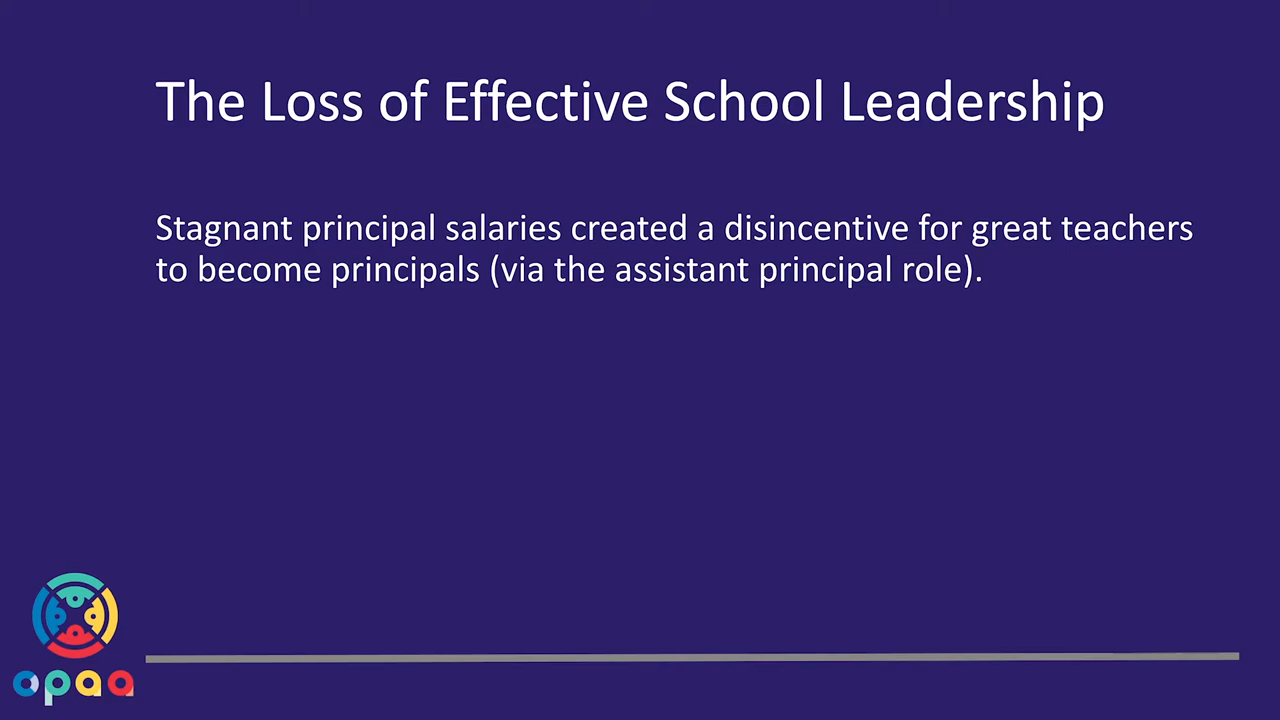 The Loss of Effective School Leadership
Stagnant principal salaries created a disincentive for great teachers
to become principals (via the assistant principal role).
opaa